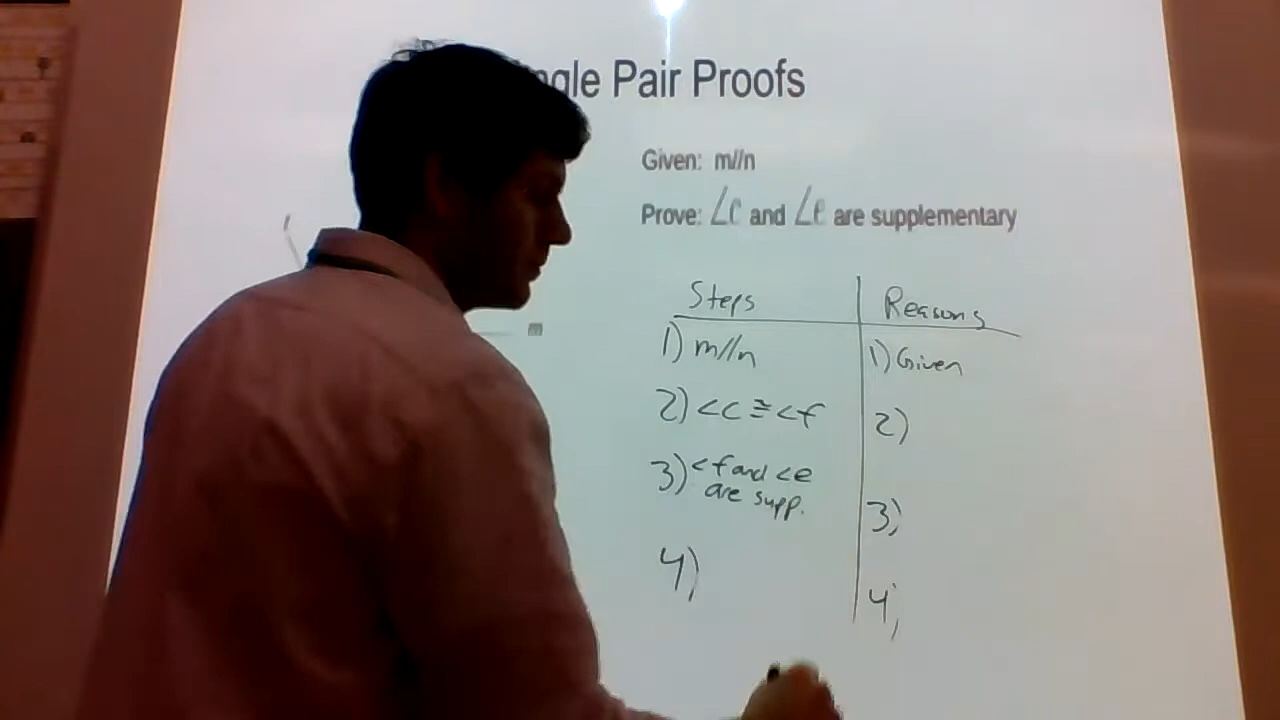 Pair Proofs
Given: m//n
Prove: ∠c and ∠e are supplementary
Steps
Reasons
1) m//n
1) Given
2) <c ≅ <f
2)
3) <f and <e
are supp.
3)
4)
4)